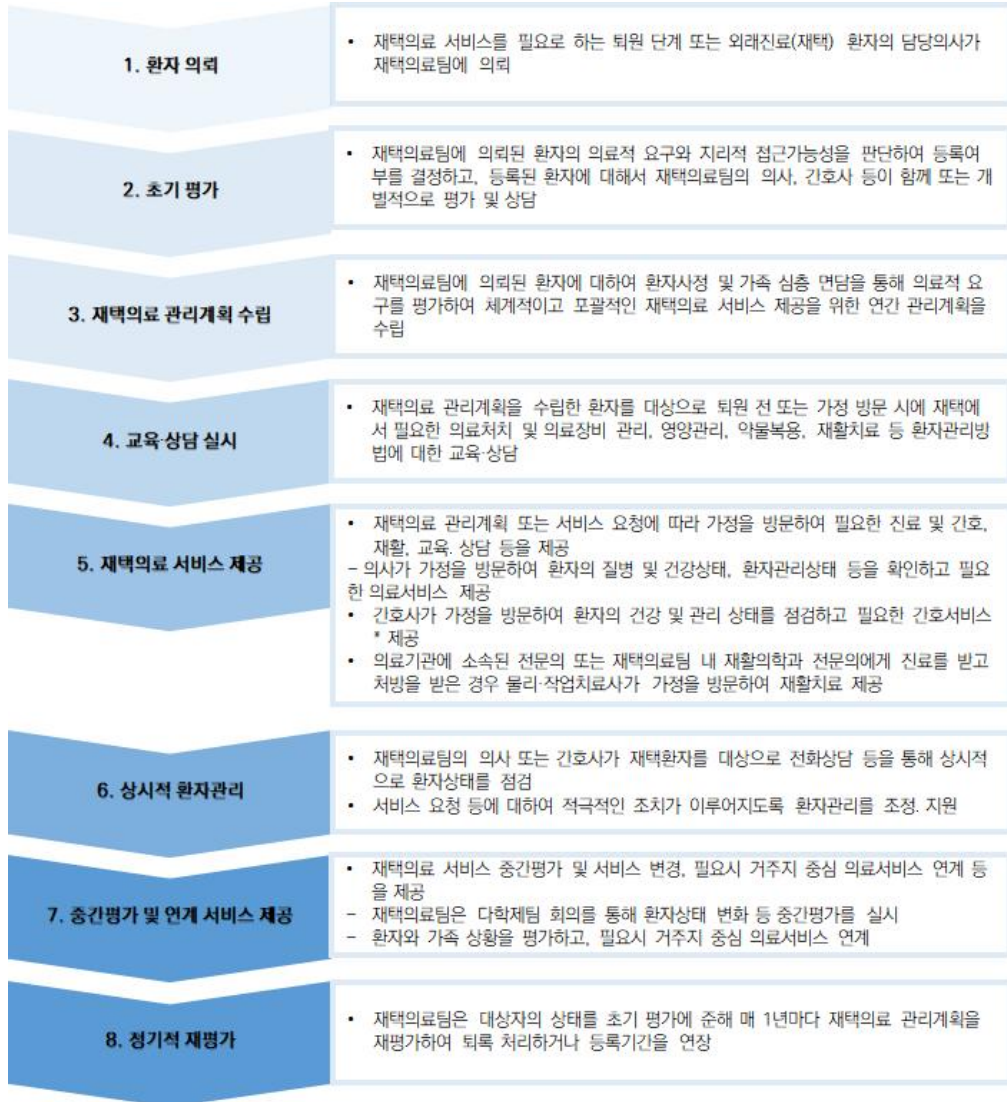 1. 환자 의뢰
• 재택의료 서비스를 필요로 하는 퇴원 단계 또는 외래진료(재택) 환자의 담당의사가
재택의료팀에 의뢰
2. 초기 평가
• 재택의료팀에 의뢰된 환자의 의료적 요구와 지리적 접근가능성을 판단하여 등록여
부를 결정하고, 등록된 환자에 대해서 재택의료팀의 의사, 간호사 등이 함께 또는 개
별적으로 평가 및 상담
3. 재택의료 관리계획 수립
• 재택의료팀에 의뢰된 환자에 대하여 환자사정 및 가족 심층 면담을 통해 의료적 요
구를 평가하여 체계적이고 포괄적인 재택의료 서비스 제공을 위한 연간 관리계획을
수립
4. 교육·상담 실시
• 재택의료 관리계획을 수립한 환자를 대상으로 퇴원 전 또는 가정 방문 시에 재택에
서 필요한 의료처치 및 의료장비 관리, 영양관리, 약물복용, 재활치료 등 환자관리방
법에 대한 교육·상담
5. 재택의료 서비스 제공
• 재택의료 관리계획 또는 서비스 요청에 따라 가정을 방문하여 필요한 진료 및 간호,
재활, 교육. 상담 등을 제공
- 의사가 가정을 방문하여 환자의 질병 및 건강상태, 환자관리상태 등을 확인하고 필요
한 의료서비스 제공
• 간호사가 가정을 방문하여 환자의 건강 및 관리 상태를 점검하고 필요한 간호서비스
* 제공
• 의료기관에 소속된 전문의 또는 재택의료팀 내 재활의학과 전문의에게 진료를 받고
처방을 받은 경우 물리·작업치료사가 가정을 방문하여 재활치료 제공
6. 상시적 환자관리
• 재택의료팀의 의사 또는 간호사가 재택환자를 대상으로 전화상담 등을 통해 상시적
으로 환자상태를 점검
• 서비스 요청 등에 대하여 적극적인 조치가 이루어지도록 환자관리를 조정. 지원
7. 중간평가 및 연계 서비스 제공
• 재택의료 서비스 중간평가 및 서비스 변경, 필요시 거주지 중심 의료서비스 연계 등
을 제공
- 재택의료팀은 다학제팀 회의를 통해 환자상태 변화 등 중간평가를 실시
- 환자와 가족 상황을 평가하고, 필요시 거주지 중심 의료서비스 연계
8. 정기적 재평가
• 재택의료팀은 대상자의 상태를 초기 평가에 준해 매 1년마다 재택의료 관리계획을
재평가하여 퇴록 처리하거나 등록기간을 연장